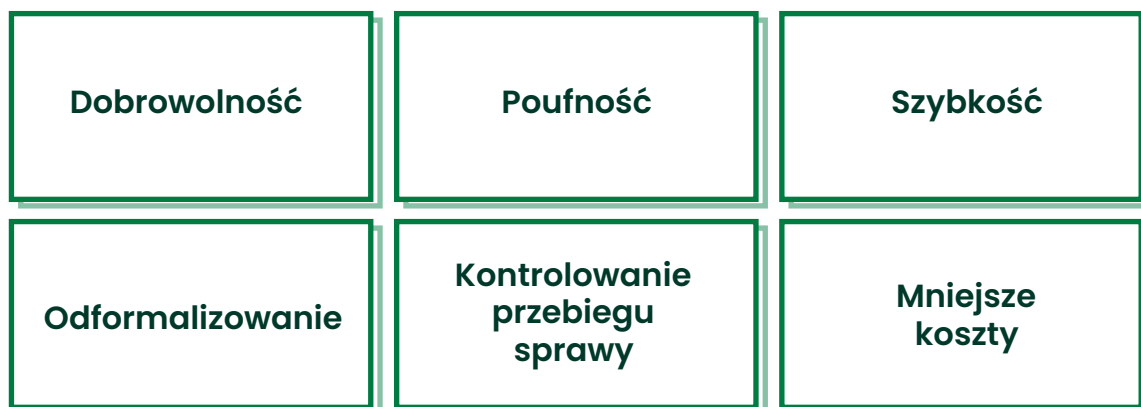 Dobrowolność
Poufność
Szybkość
Odformalizowanie
Kontrolowanie
przebiegu
sprawy
Mniejsze
koszty